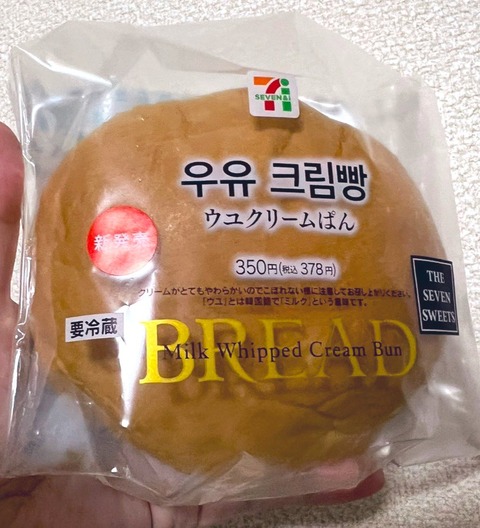 SEVEN&i
우유 크림빵
ウユクリームぱん
新発売
350円(税込 378円)
クリームがとてもやわらかいのでこぼれない様に注意してお召し上がりください。
「ウユ」とは韓国語で「ミルク」という意味です。
THE
SEVEN
SWEETS
要冷蔵
BREAD
Milk Whipped Cream Bun